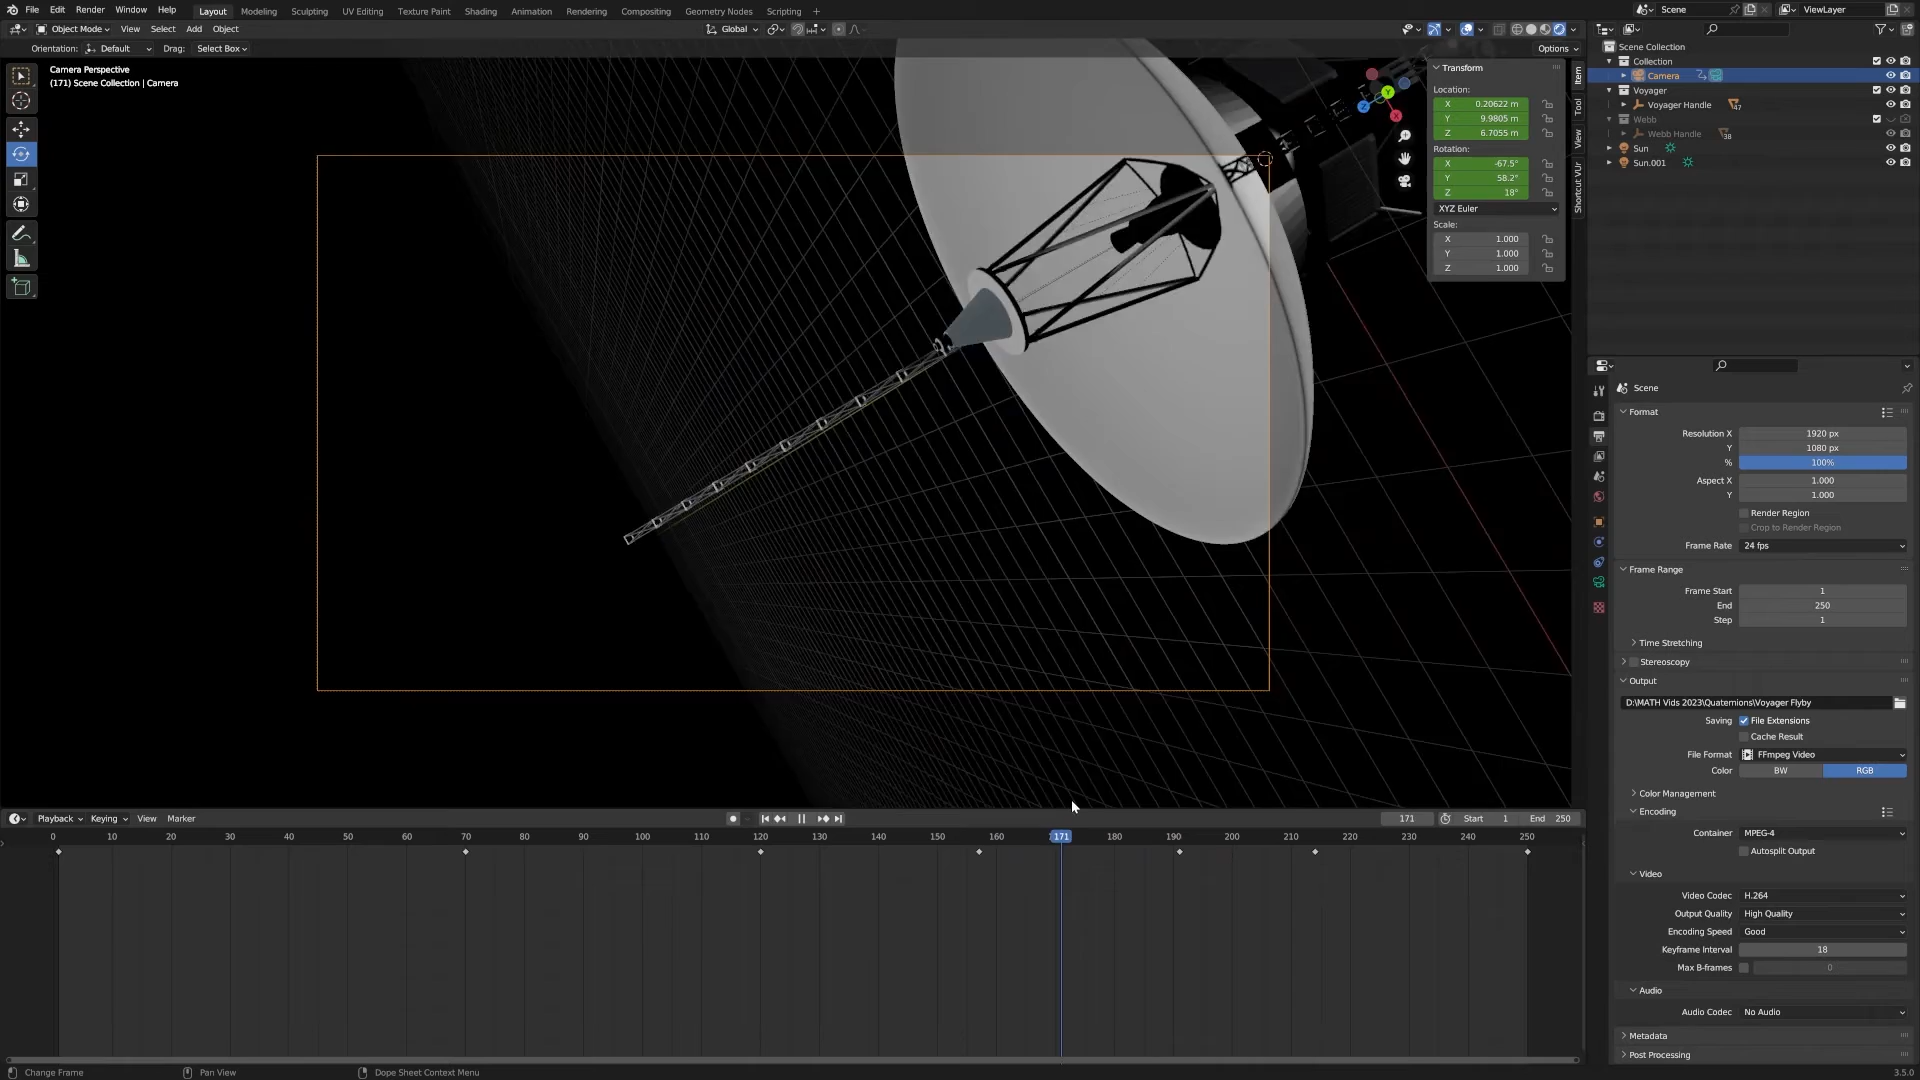 File Edit Render Window Help Layout Modeling Sculpting UV Editing Texture Paint Shading Animation Rendering Compositing Geometry Nodes Scripting + Scene ViewLayer
Object Mode View Select Add Object Global
Orientation: Default Drag: Select Box Options
Camera Perspective
(171) Scene Collection | Camera
Transform
Location:
X 0.20622 m
Y 9.9805 m
Z 6.7055 m
Rotation:
X -67.5°
Y 58.2°
Z 18°
XYZ Euler
Scale:
X 1.000
Y 1.000
Z 1.000
Item
Tool
View
Shortcut VUr
Y
Z
X
Scene Collection
Collection
Camera
Voyager
Voyager Handle 47
Webb
Webb Handle 38
Sun
Sun.001
Scene
Format
Resolution X 1920 px
Y 1080 px
% 100%
Aspect X 1.000
Y 1.000
Render Region
Crop to Render Region
Frame Rate 24 fps
Frame Range
Frame Start 1
End 250
Step 1
Time Stretching
Stereoscopy
Output
D:\MATH Vids 2023\Quaternions\Voyager Flyby
Saving File Extensions
Cache Result
File Format FFmpeg Video
Color BW RGB
Color Management
Encoding
Container MPEG-4
Autosplit Output
Video
Video Codec H.264
Output Quality High Quality
Encoding Speed Good
Keyframe Interval 18
Max B-frames 0
Audio
Audio Codec No Audio
Metadata
Post Processing
Playback Keying View Marker 171 Start 1 End 250
0 10 20 30 40 50 60 70 80 90 100 110 120 130 140 150 160 171 180 190 200 210 220 230 240 250
Change Frame Pan View Dope Sheet Context Menu 3.5.0